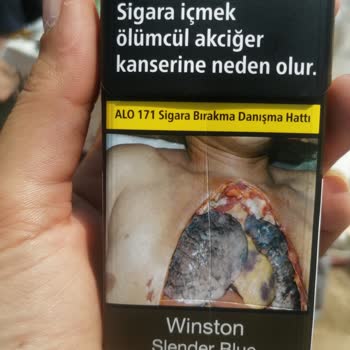 Sigara içmek
ölümcül akciğer
kanserine neden olur.
ALO 171 Sigara Bırakma Danışma Hattı
Winston
Slender Blue